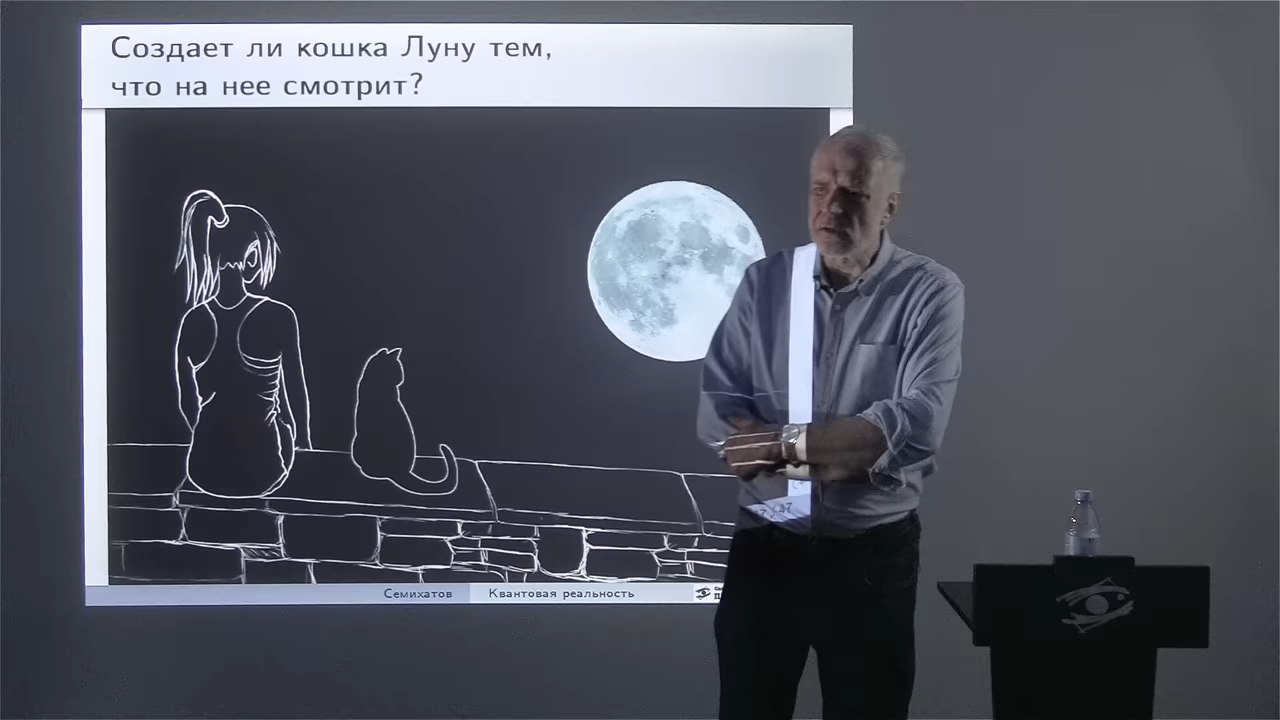 Создает ли кошка Луну тем,
что на нее смотрит?
Семихатов
Квантовая реальность